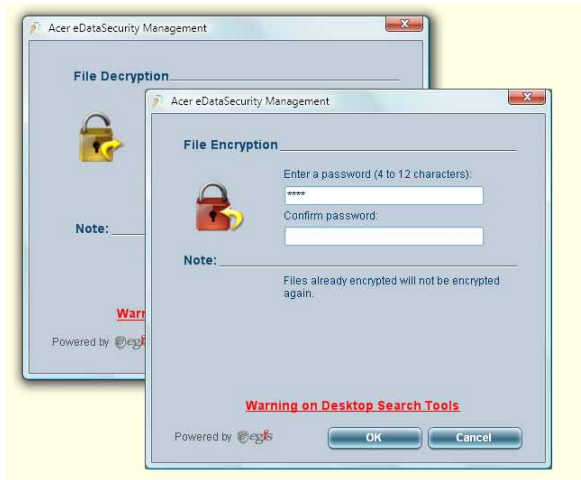 Acer eDataSecurity Management
File Decryption
Note:
Powered by egis
Acer eDataSecurity Management
File Encryption
Enter a password (4 to 12 characters):
****
Confirm password:
Note:
Files already encrypted will not be encrypted
again.
Warning on Desktop Search Tools
Powered by egis
OK
Cancel